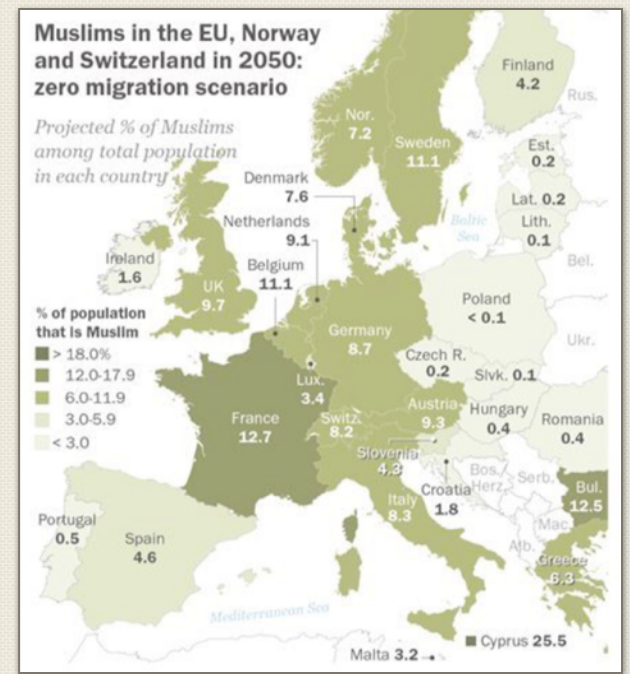 Muslims in the EU, Norway
and Switzerland in 2050:
zero migration scenario
Projected % of Muslims
among total population
in each country
Finland
4.2
Rus.
Nor.
7.2
Sweden
11.1
Est.
0.2
Denmark
7.6
Lat. 0.2
Lith.
0.1
Baltic
Sea
Netherlands
9.1
Ireland
1.6
Belgium
11.1
Bel.
UK
9.7
Poland
< 0.1
% of population
that is Muslim
> 18.0%
12.0-17.9
6.0-11.9
3.0-5.9
< 3.0
Germany
8.7
Ukr.
Czech R.
0.2
Slvk. 0.1
Lux.
3.4
France
12.7
Switz.
8.2
Austria
9.3
Hungary
0.4
Romania
0.4
Slovenia
4.3
Croatia
1.8
Bos./
Herz.
Serb.
Bul.
12.5
Italy
8.3
Portugal
0.5
Spain
4.6
Mac.
Alb.
Greece
6.3
Mediterranean Sea
Cyprus 25.5
Malta 3.2